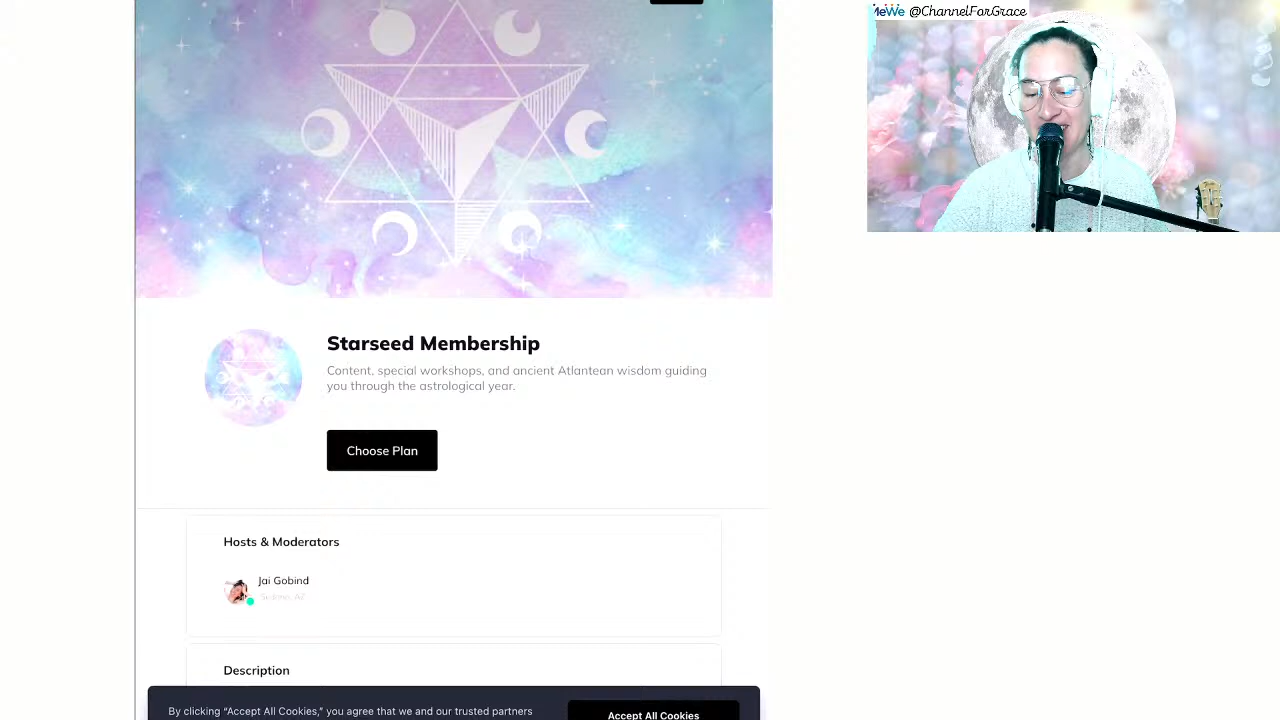 MeWe @ChannelForGrace
Starseed Membership
Content, special workshops, and ancient Atlantean wisdom guiding
you through the astrological year.
Choose Plan
Hosts & Moderators
Jai Gobind
Sedona, AZ
Description
By clicking “Accept All Cookies,” you agree that we and our trusted partners
Accept All Cookies